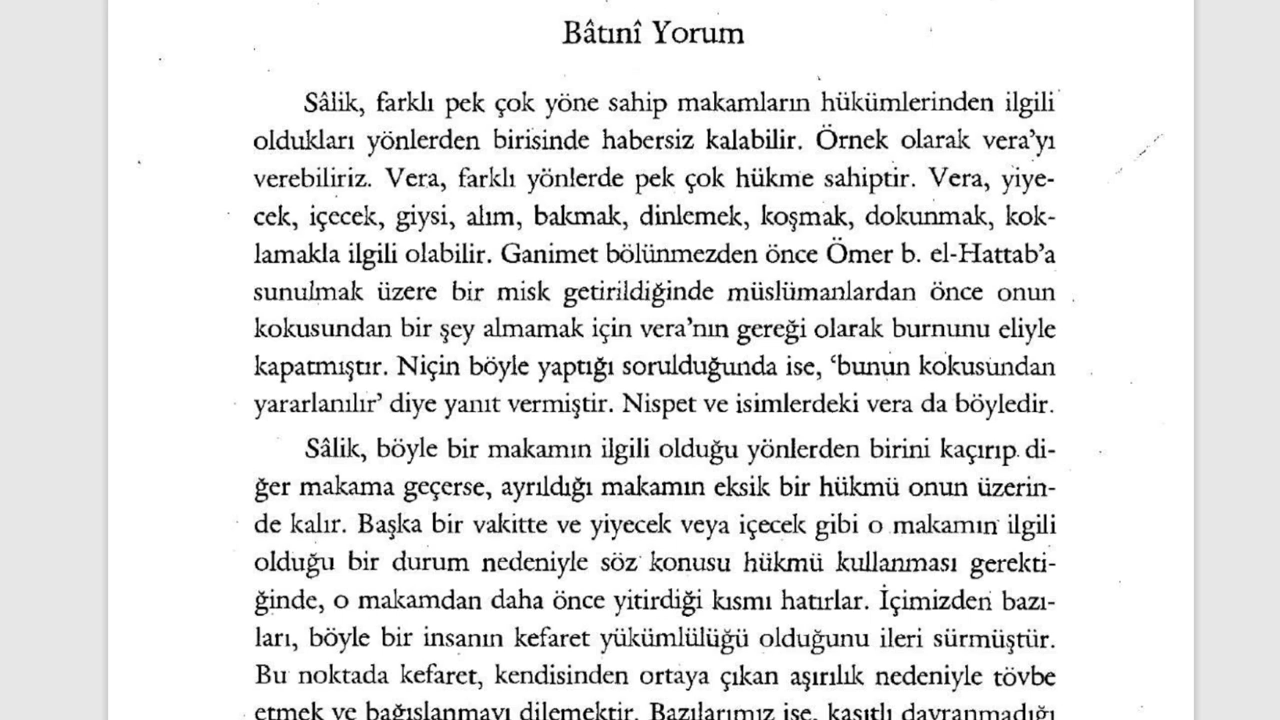 Bâtınî Yorum
Sâlik, farklı pek çok yöne sahip makamların hükümlerinden ilgili
oldukları yönlerden birisinde habersiz kalabilir. Örnek olarak vera'yı
verebiliriz. Vera, farklı yönlerde pek çok hükme sahiptir. Vera, yiye-
cek, içecek, giysi, alım, bakmak, dinlemek, koşmak, dokunmak, kok-
lamakla ilgili olabilir. Ganimet bölünmezden önce Ömer b. el-Hattab'a
sunulmak üzere bir misk getirildiğinde müslümanlardan önce onun
kokusundan bir şey almamak için vera'nın gereği olarak burnunu eliyle
kapatmıştır. Niçin böyle yaptığı sorulduğunda ise, 'bunun kokusundan
yararlanılır' diye yanıt vermiştir. Nispet ve isimlerdeki vera da böyledir.
Sâlik, böyle bir makamın ilgili olduğu yönlerden birini kaçırıp di-
ğer makama geçerse, ayrıldığı makamın eksik bir hükmü onun üzerin-
de kalır. Başka bir vakitte ve yiyecek veya içecek gibi o makamın ilgili
olduğu bir durum nedeniyle söz konusu hükmü kullanması gerekti-
ğinde, o makamdan daha önce yitirdiği kısmı hatırlar. İçimizden bazı-
ları, böyle bir insanın kefaret yükümlülüğü olduğunu ileri sürmüştür.
Bu noktada kefaret, kendisinden ortaya çıkan aşırılık nedeniyle tövbe
etmek ve bağışlanmayı dilemektir. Bazılarımız ise, kasıtlı davranmadığı